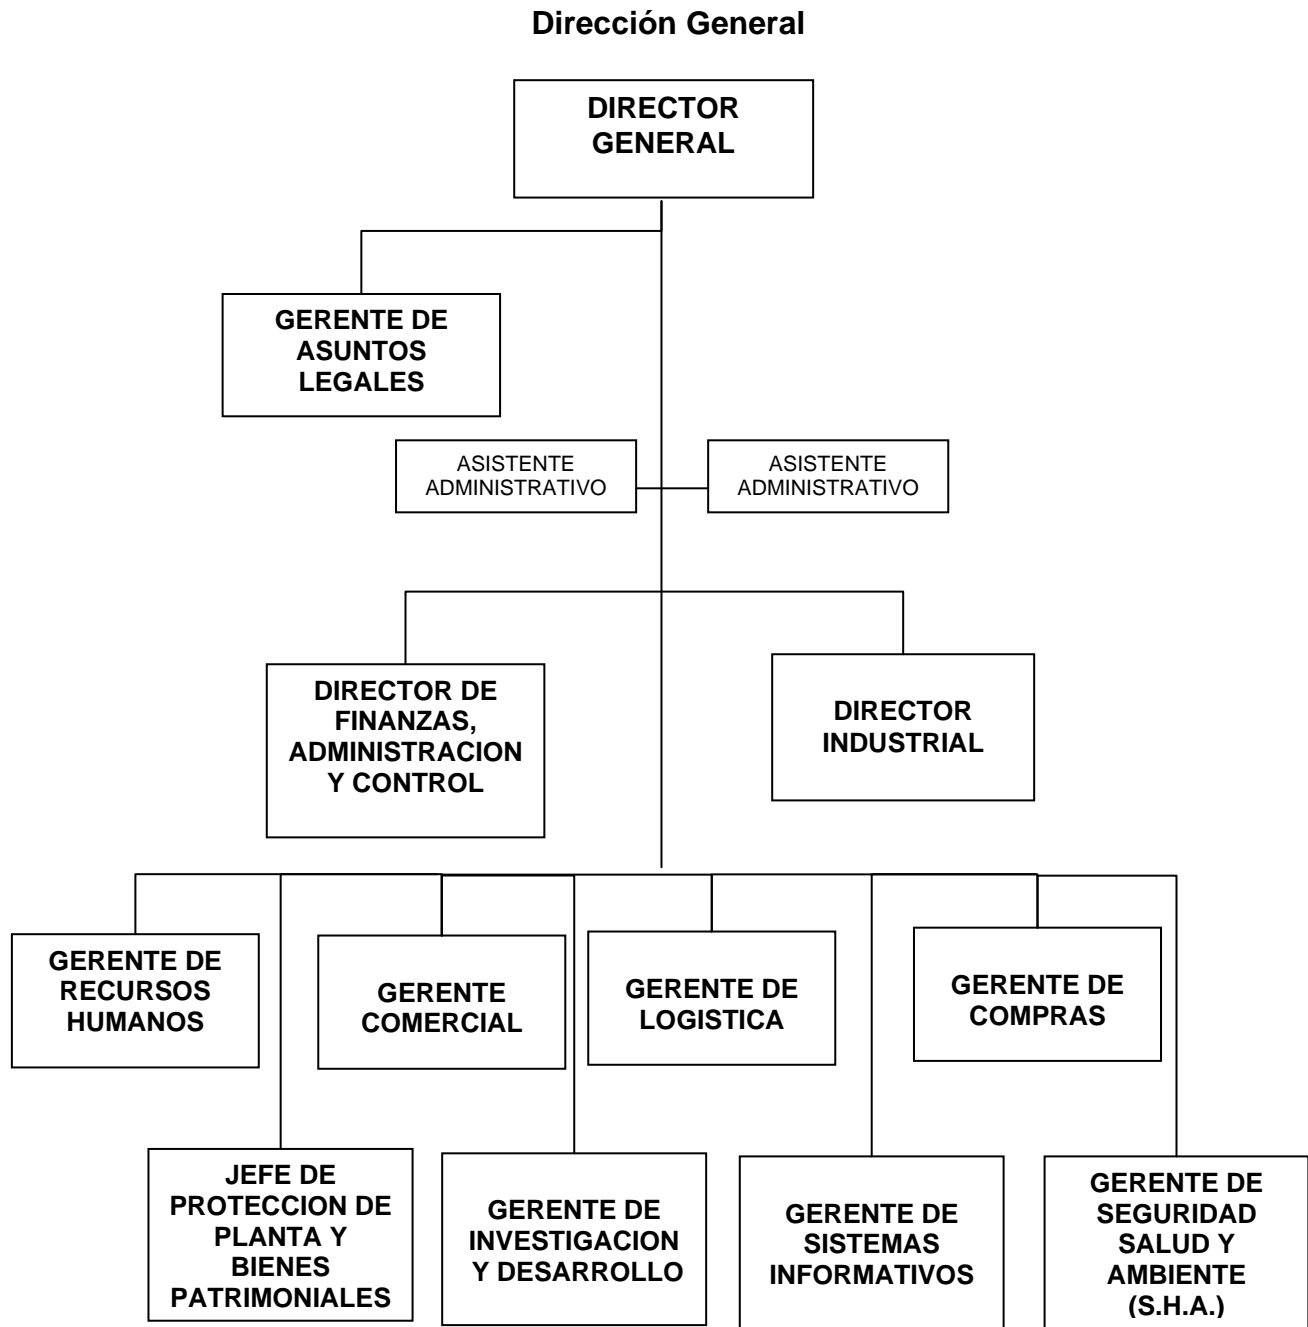 Dirección General
DIRECTOR
GENERAL
GERENTE DE
ASUNTOS
LEGALES
ASISTENTE
ADMINISTRATIVO
ASISTENTE
ADMINISTRATIVO
DIRECTOR DE
FINANZAS,
ADMINISTRACION
Y CONTROL
DIRECTOR
INDUSTRIAL
GERENTE DE
RECURSOS
HUMANOS
GERENTE
COMERCIAL
GERENTE DE
LOGISTICA
GERENTE DE
COMPRAS
JEFE DE
PROTECCION DE
PLANTA Y
BIENES
PATRIMONIALES
GERENTE DE
INVESTIGACION
Y DESARROLLO
GERENTE DE
SISTEMAS
INFORMATIVOS
GERENTE DE
SEGURIDAD
SALUD Y
AMBIENTE
(S.H.A.)